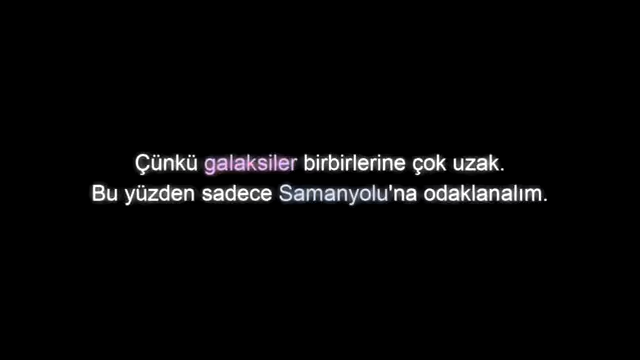 Çünkü galaksiler birbirlerine çok uzak.
Bu yüzden sadece Samanyolu'na odaklanalım.